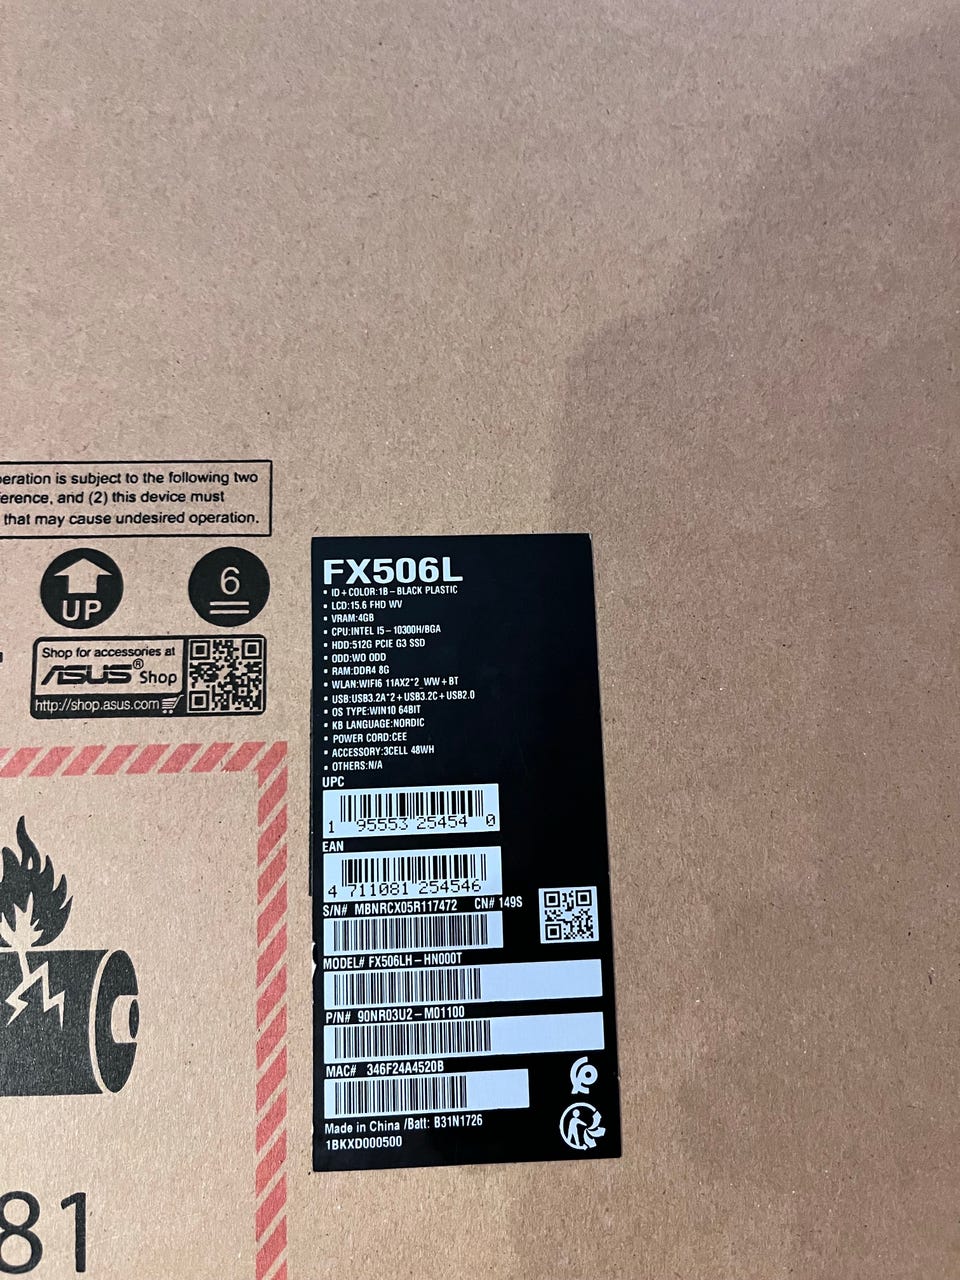 peration is subject to the following two
erence, and (2) this device must
that may cause undesired operation.
UP
6
Shop for accessories at
ASUS® Shop
http://shop.asus.com
FX506L
• ID+COLOR:1B-BLACK PLASTIC
• LCD:15.6 FHD WV
• VRAM:4GB
• CPU:INTEL I5-10300H/BGA
• HDD:512G PCIE G3 SSD
• ODD:WO ODD
• RAM:DDR4 8G
• WLAN:WIFI6 11AX2*2_WW+BT
• USB:USB3.2A*2+USB3.2C+USB2.0
• OS TYPE:WIN10 64BIT
• KB LANGUAGE:NORDIC
• POWER CORD:CEE
• ACCESSORY:3CELL 48WH
• OTHERS:N/A
UPC
1 95553 25454 0
EAN
4 711081 254546
S/N# MBNRCX05R117472 CN# 149S
MODEL# FX506LH-HN000T
P/N# 90NR03U2-M01100
MAC# 346F24A4520B
Made in China /Batt: B31N1726
1BKXD000500
81